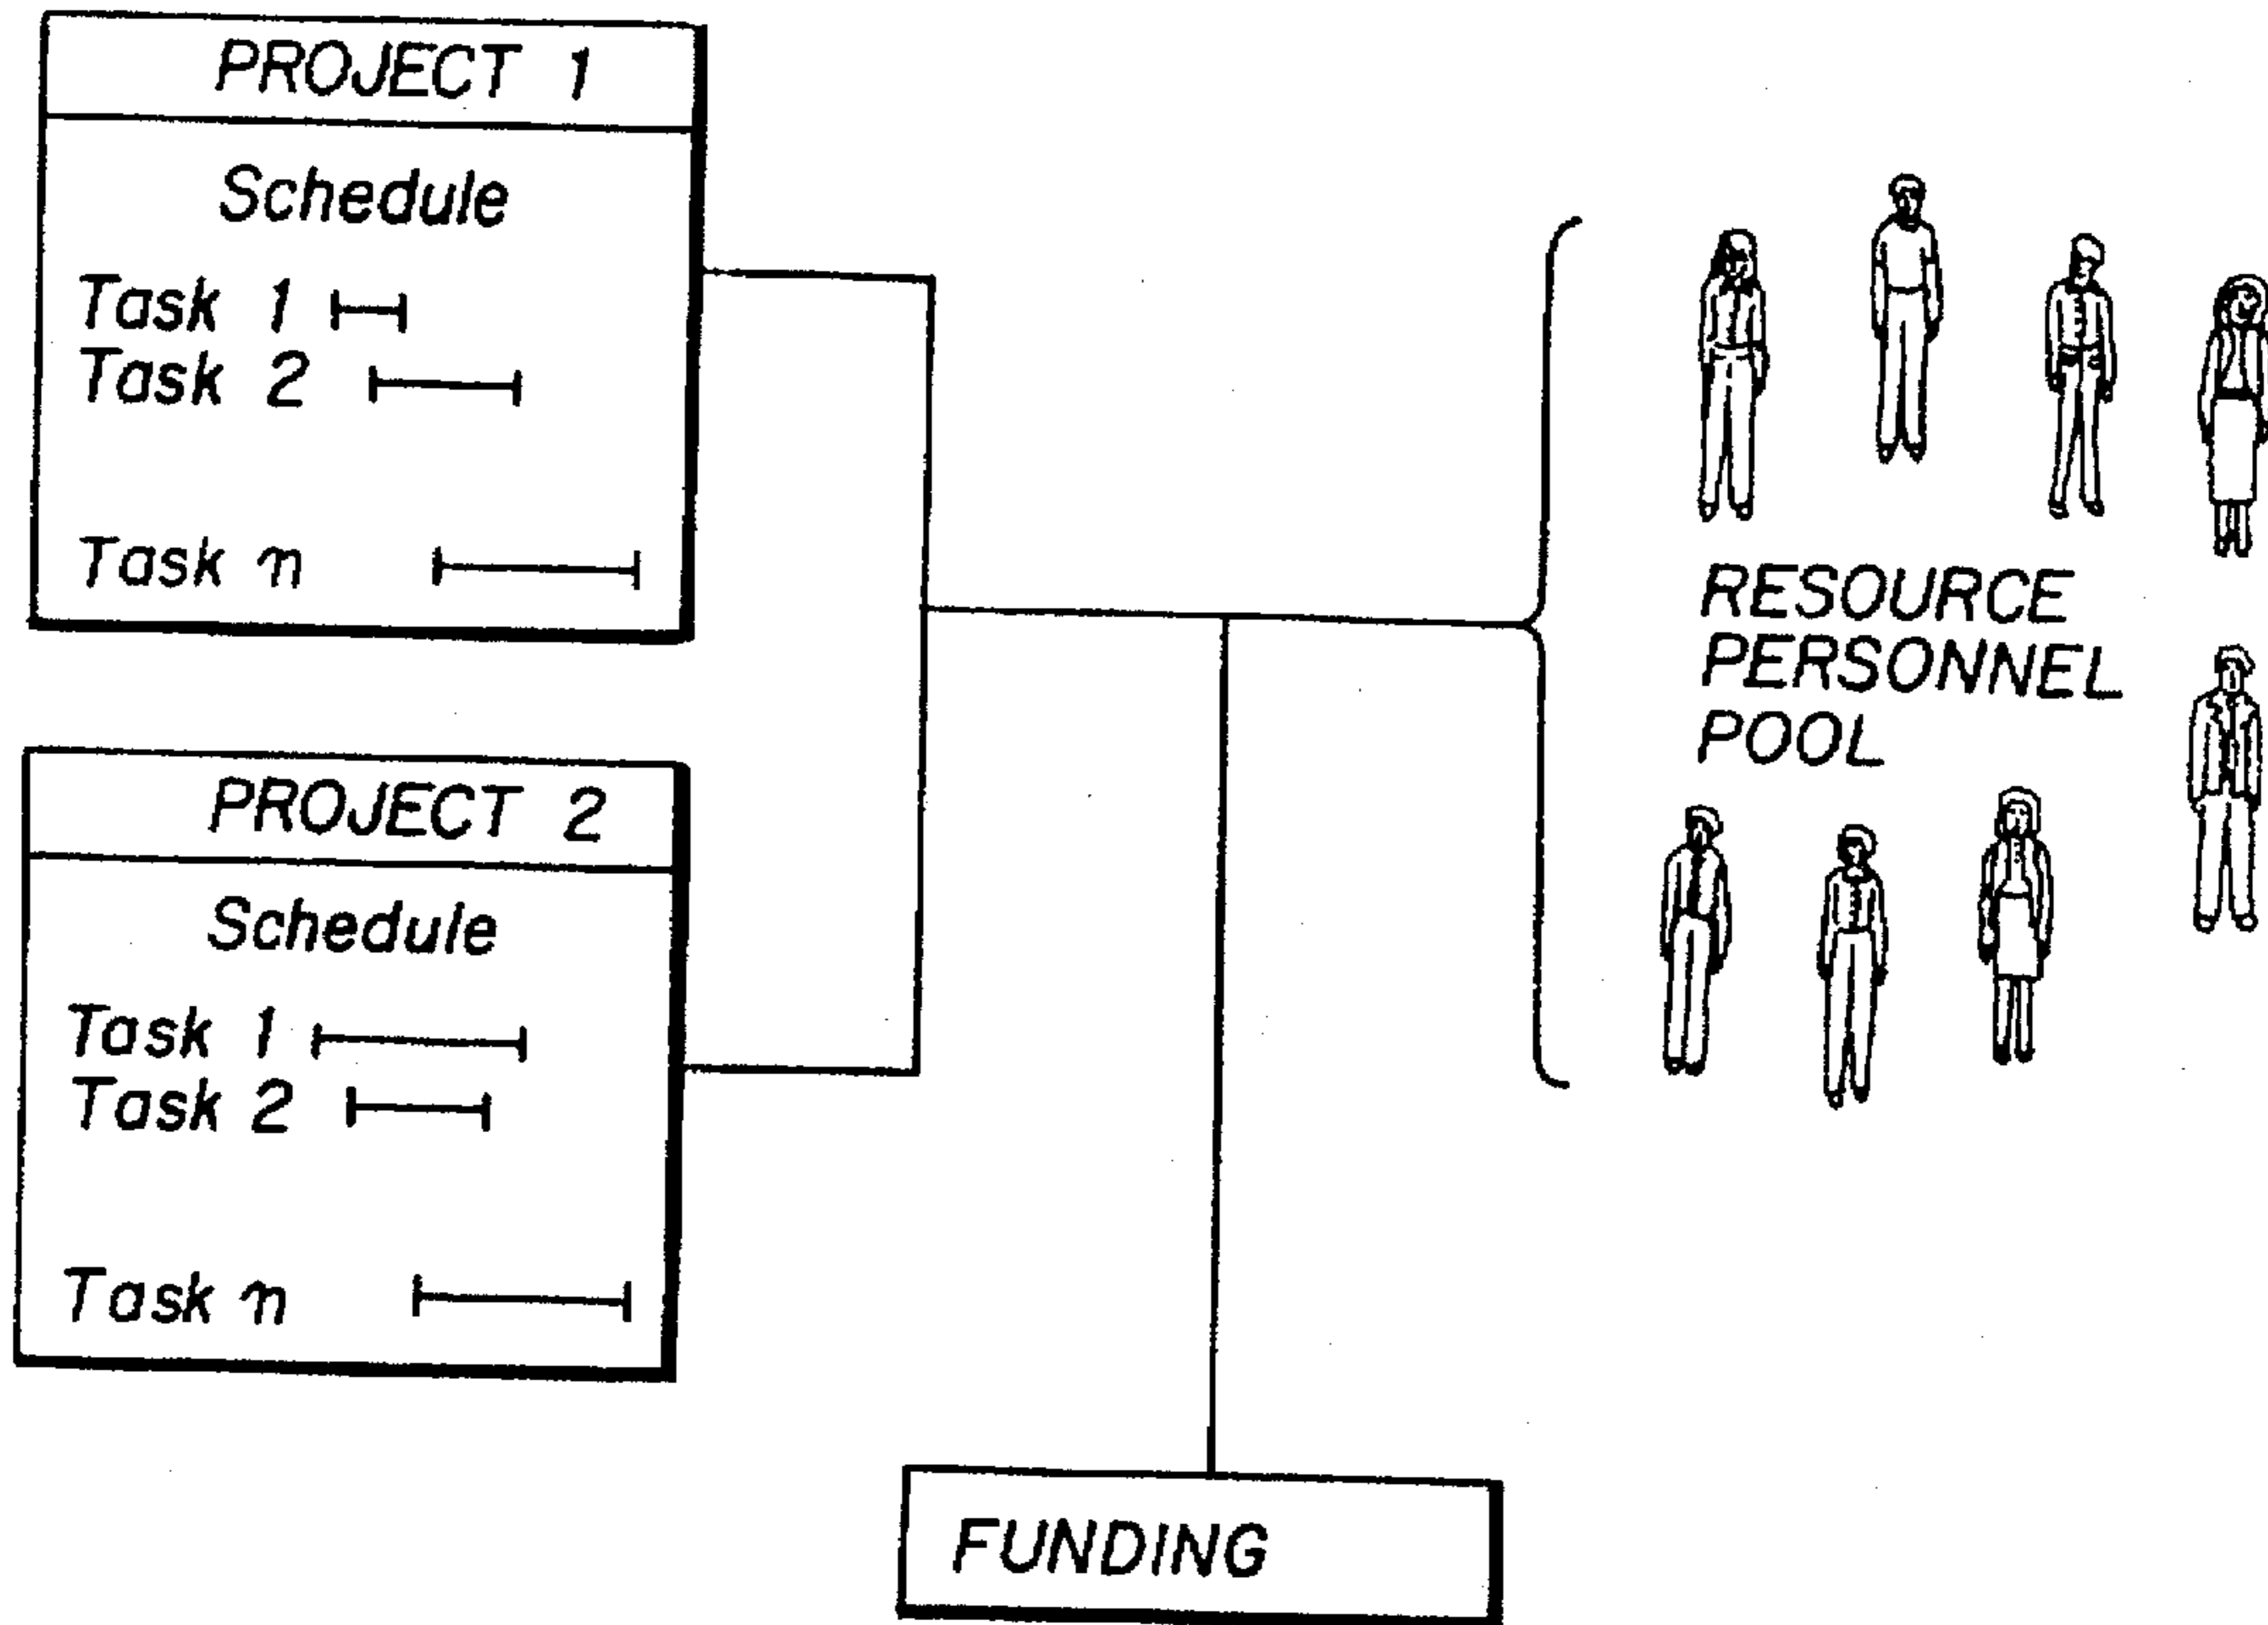 PROJECT 1
Schedule
Task 1
Task 2
Task n
PROJECT 2
Schedule
Task 1
Task 2
Task n
RESOURCE
PERSONNEL
POOL
FUNDING